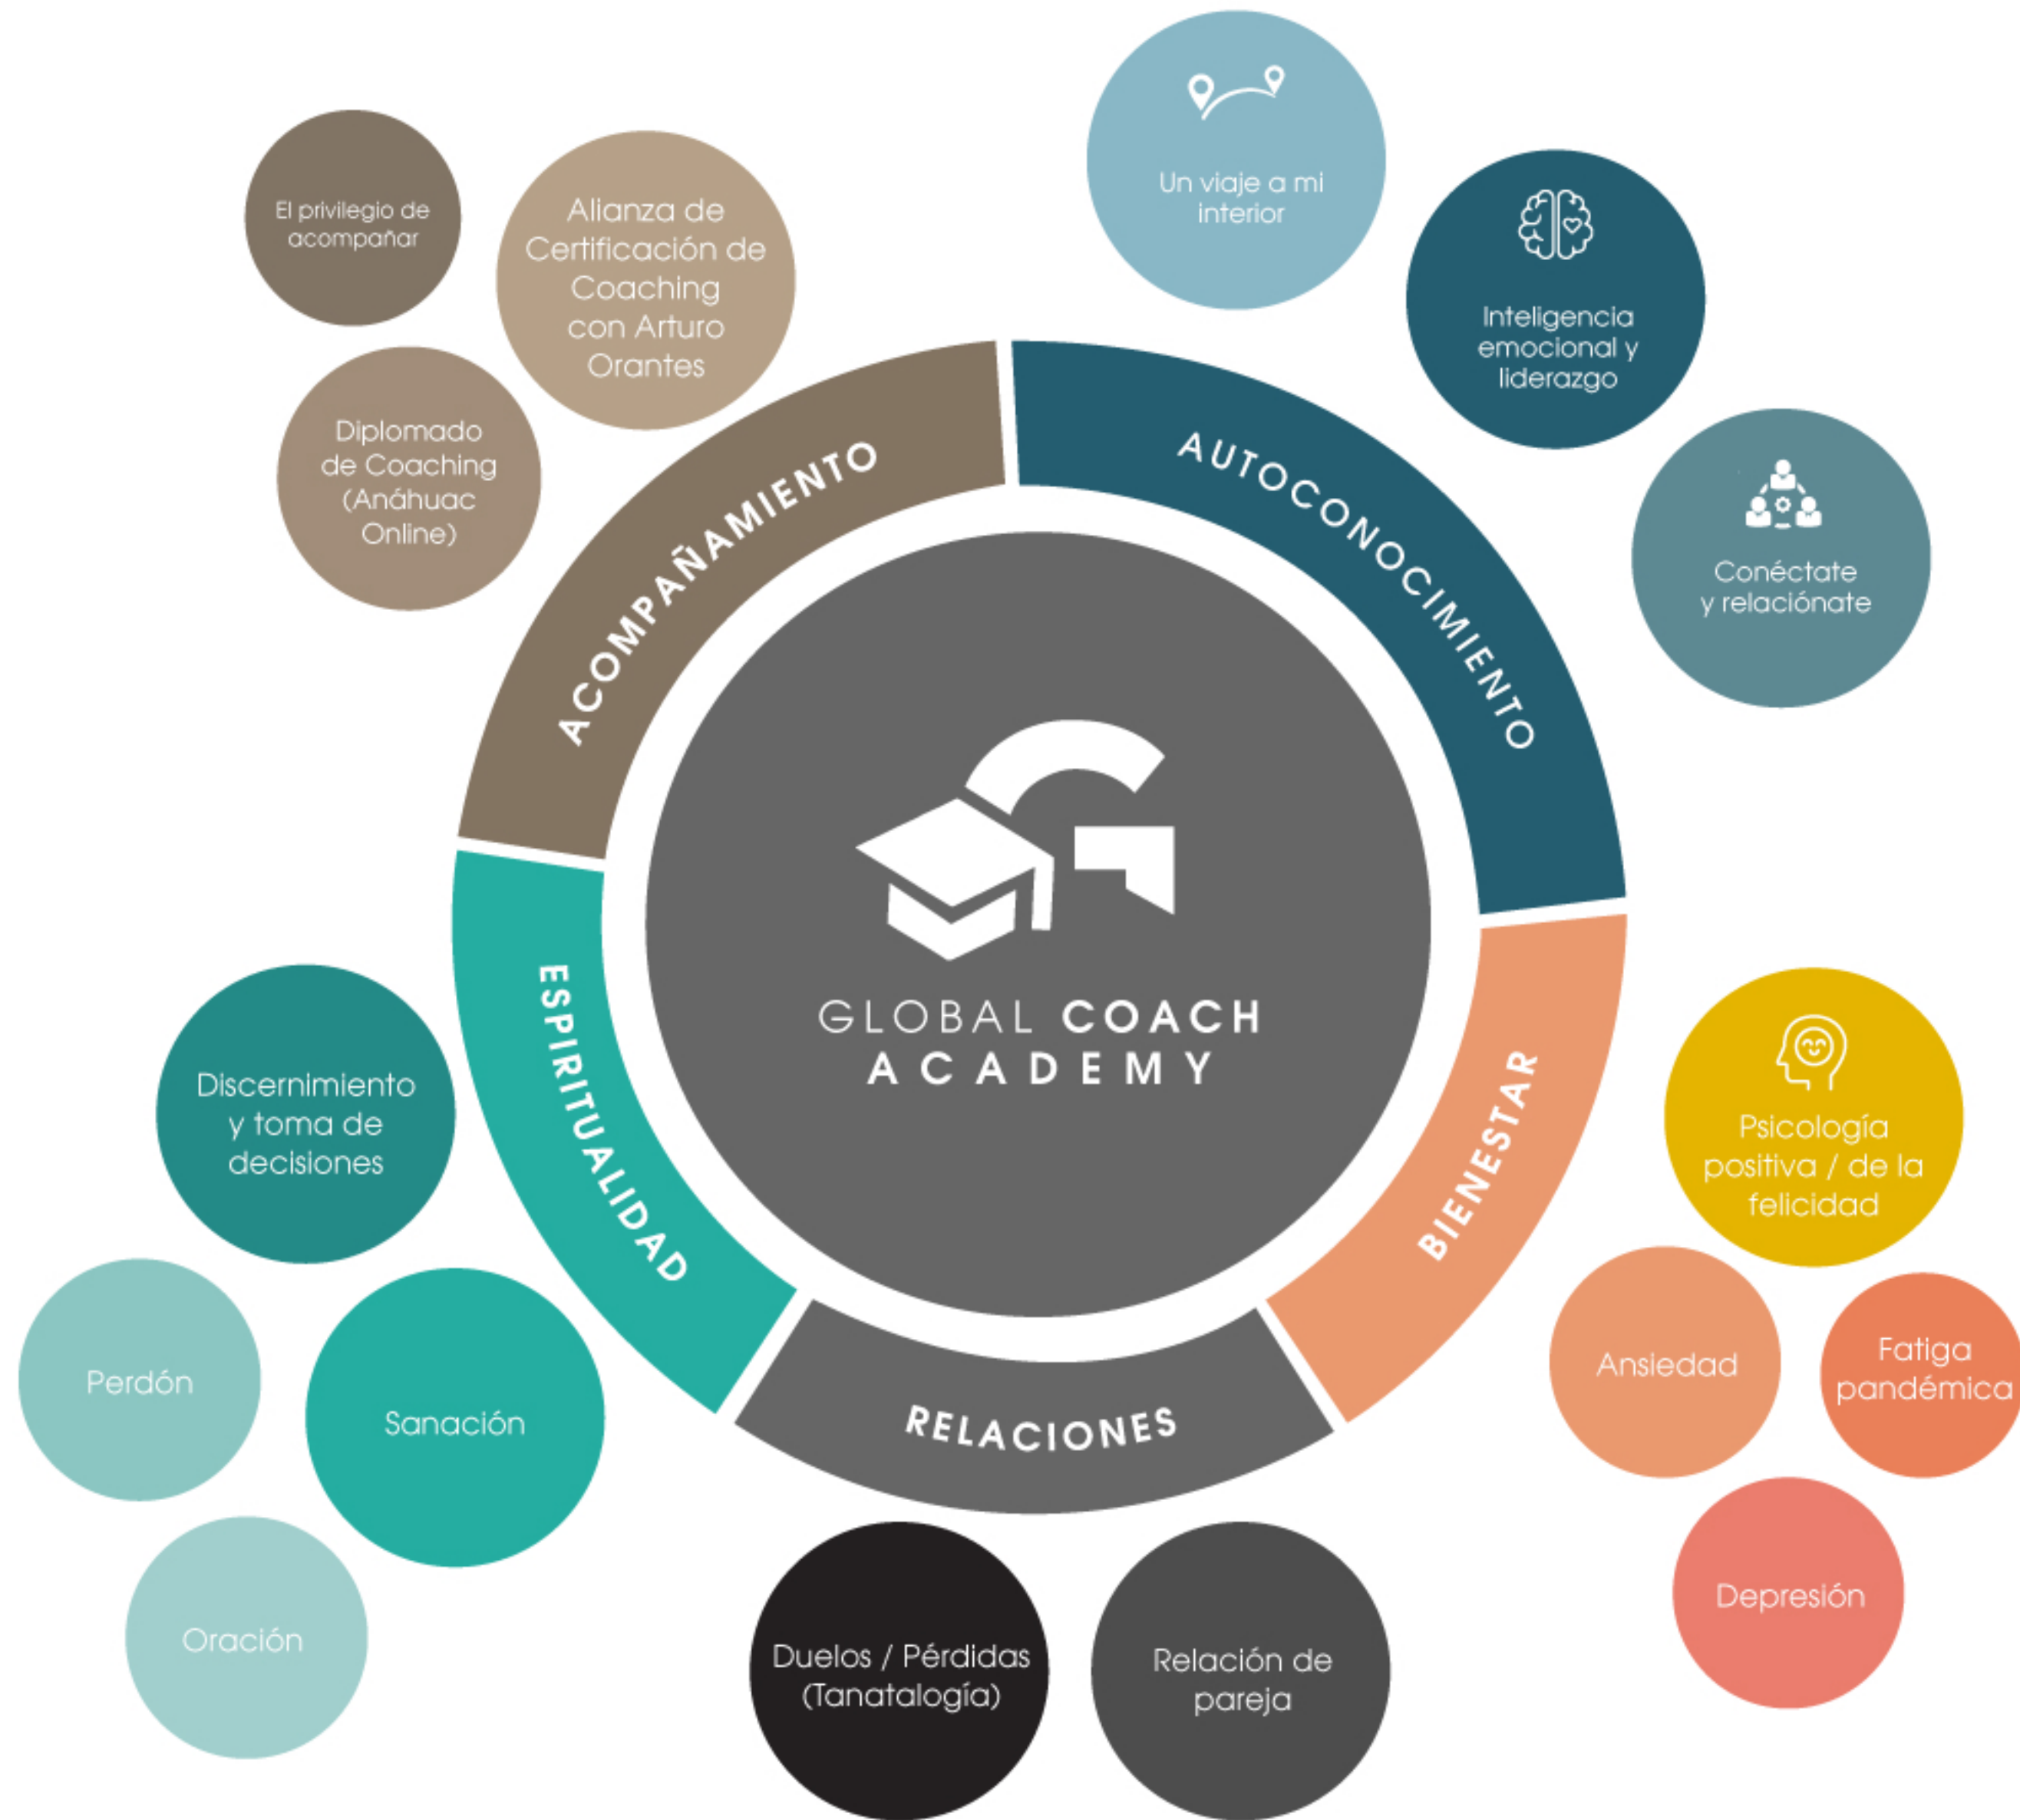 El privilegio de
acompañar
Alianza de
Certificación de
Coaching
con Arturo
Orantes
Diplomado
de Coaching
(Anáhuac
Online)
ACOMPAÑAMIENTO
Un viaje a mi
interior
Inteligencia
emocional y
liderazgo
Conéctate
y relaciónate
AUTOCONOCIMIENTO
GLOBAL COACH
ACADEMY
ESPIRITUALIDAD
Discernimiento
y toma de
decisiones
Perdón
Sanación
Oración
BIENESTAR
Psicología
positiva / de la
felicidad
Ansiedad
Fatiga
pandémica
Depresión
RELACIONES
Duelos / Pérdidas
(Tanatalogía)
Relación de
pareja